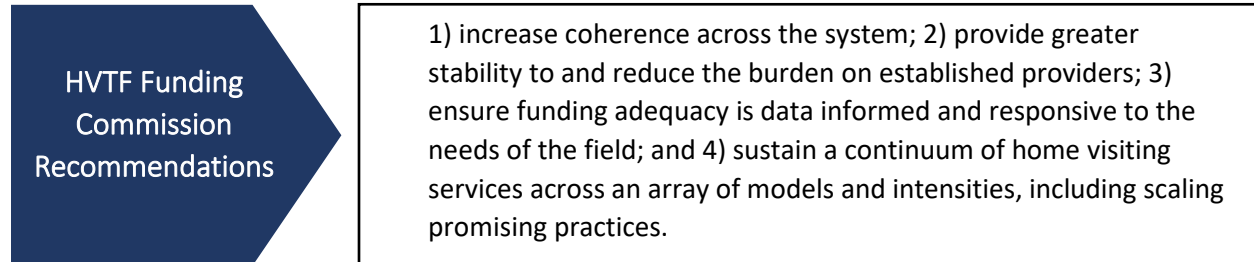 HVTF Funding
Commission
Recommendations
1) increase coherence across the system; 2) provide greater
stability to and reduce the burden on established providers; 3)
ensure funding adequacy is data informed and responsive to the
needs of the field; and 4) sustain a continuum of home visiting
services across an array of models and intensities, including scaling
promising practices.